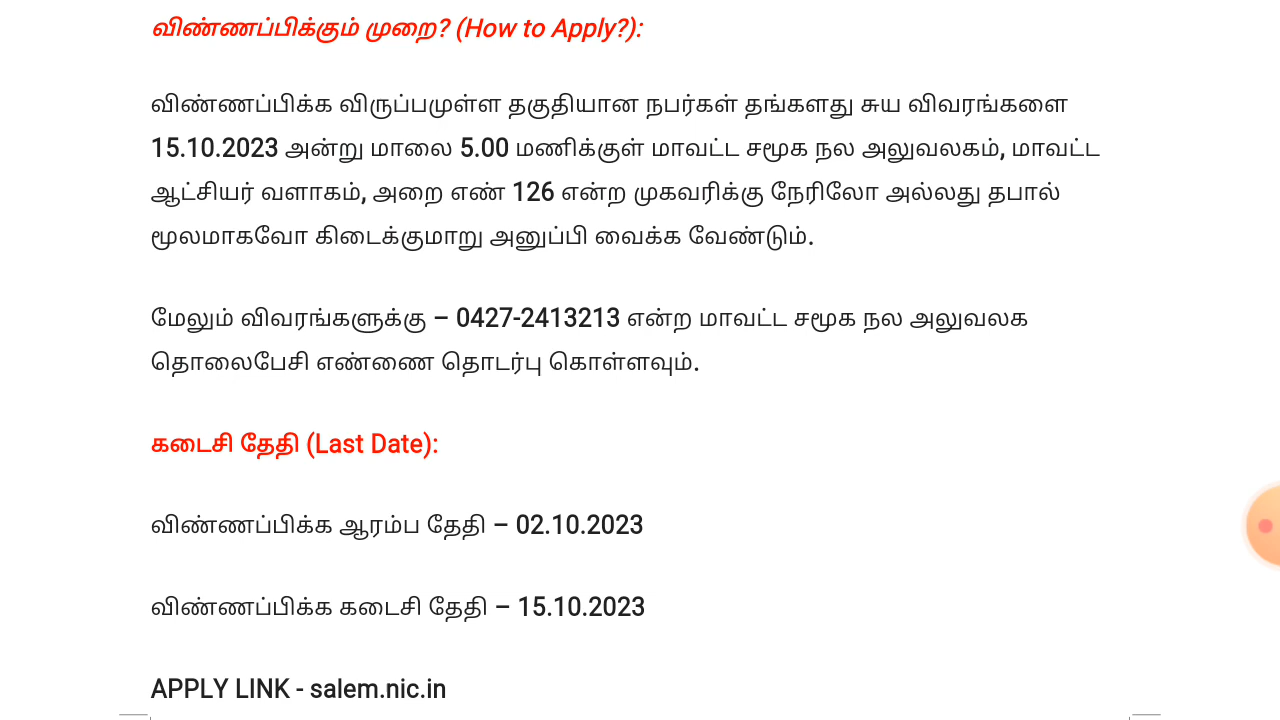 விண்ணப்பிக்கும் முறை? (How to Apply?):
விண்ணப்பிக்க விருப்பமுள்ள தகுதியான நபர்கள் தங்களது சுய விவரங்களை
15.10.2023 அன்று மாலை 5.00 மணிக்குள் மாவட்ட சமூக நல அலுவலகம், மாவட்ட
ஆட்சியர் வளாகம், அறை எண் 126 என்ற முகவரிக்கு நேரிலோ அல்லது தபால்
மூலமாகவோ கிடைக்குமாறு அனுப்பி வைக்க வேண்டும்.
மேலும் விவரங்களுக்கு – 0427-2413213 என்ற மாவட்ட சமூக நல அலுவலக
தொலைபேசி எண்ணை தொடர்பு கொள்ளவும்.
கடைசி தேதி (Last Date):
விண்ணப்பிக்க ஆரம்ப தேதி – 02.10.2023
விண்ணப்பிக்க கடைசி தேதி – 15.10.2023
APPLY LINK - salem.nic.in